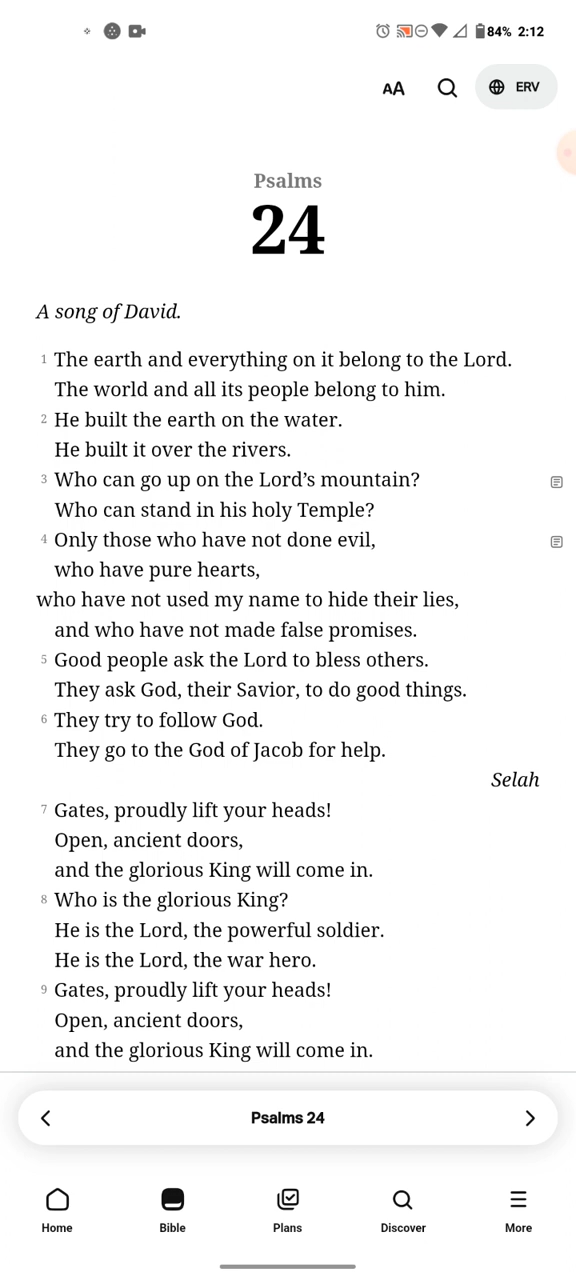 84% 2:12
AA
ERV
Psalms
24
A song of David.
1 The earth and everything on it belong to the Lord.
The world and all its people belong to him.
2 He built the earth on the water.
He built it over the rivers.
3 Who can go up on the Lord’s mountain?
Who can stand in his holy Temple?
4 Only those who have not done evil,
who have pure hearts,
who have not used my name to hide their lies,
and who have not made false promises.
5 Good people ask the Lord to bless others.
They ask God, their Savior, to do good things.
6 They try to follow God.
They go to the God of Jacob for help.
Selah
7 Gates, proudly lift your heads!
Open, ancient doors,
and the glorious King will come in.
8 Who is the glorious King?
He is the Lord, the powerful soldier.
He is the Lord, the war hero.
9 Gates, proudly lift your heads!
Open, ancient doors,
and the glorious King will come in.
Psalms 24
Home Bible Plans Discover More